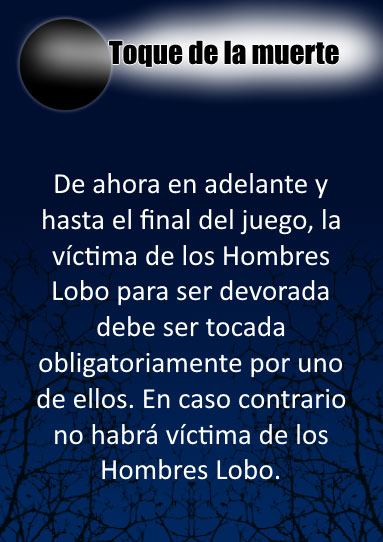 Toque de la muerte
De ahora en adelante y
hasta el final del juego, la
víctima de los Hombres
Lobo para ser devorada
debe ser tocada
obligatoriamente por uno
de ellos. En caso contrario
no habrá víctima de los
Hombres Lobo.